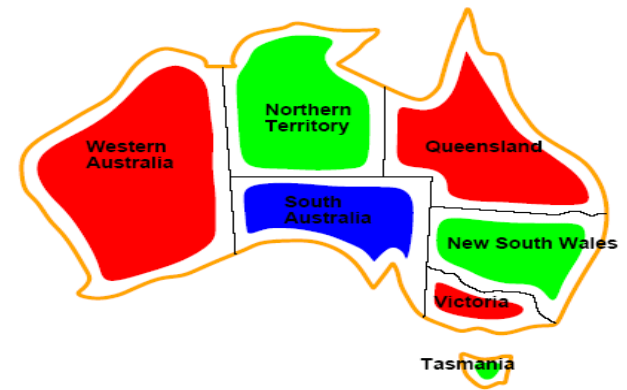 Northern
Territory
Western
Australia
Queensland
South
Australia
New South Wales
Victoria
Tasmania